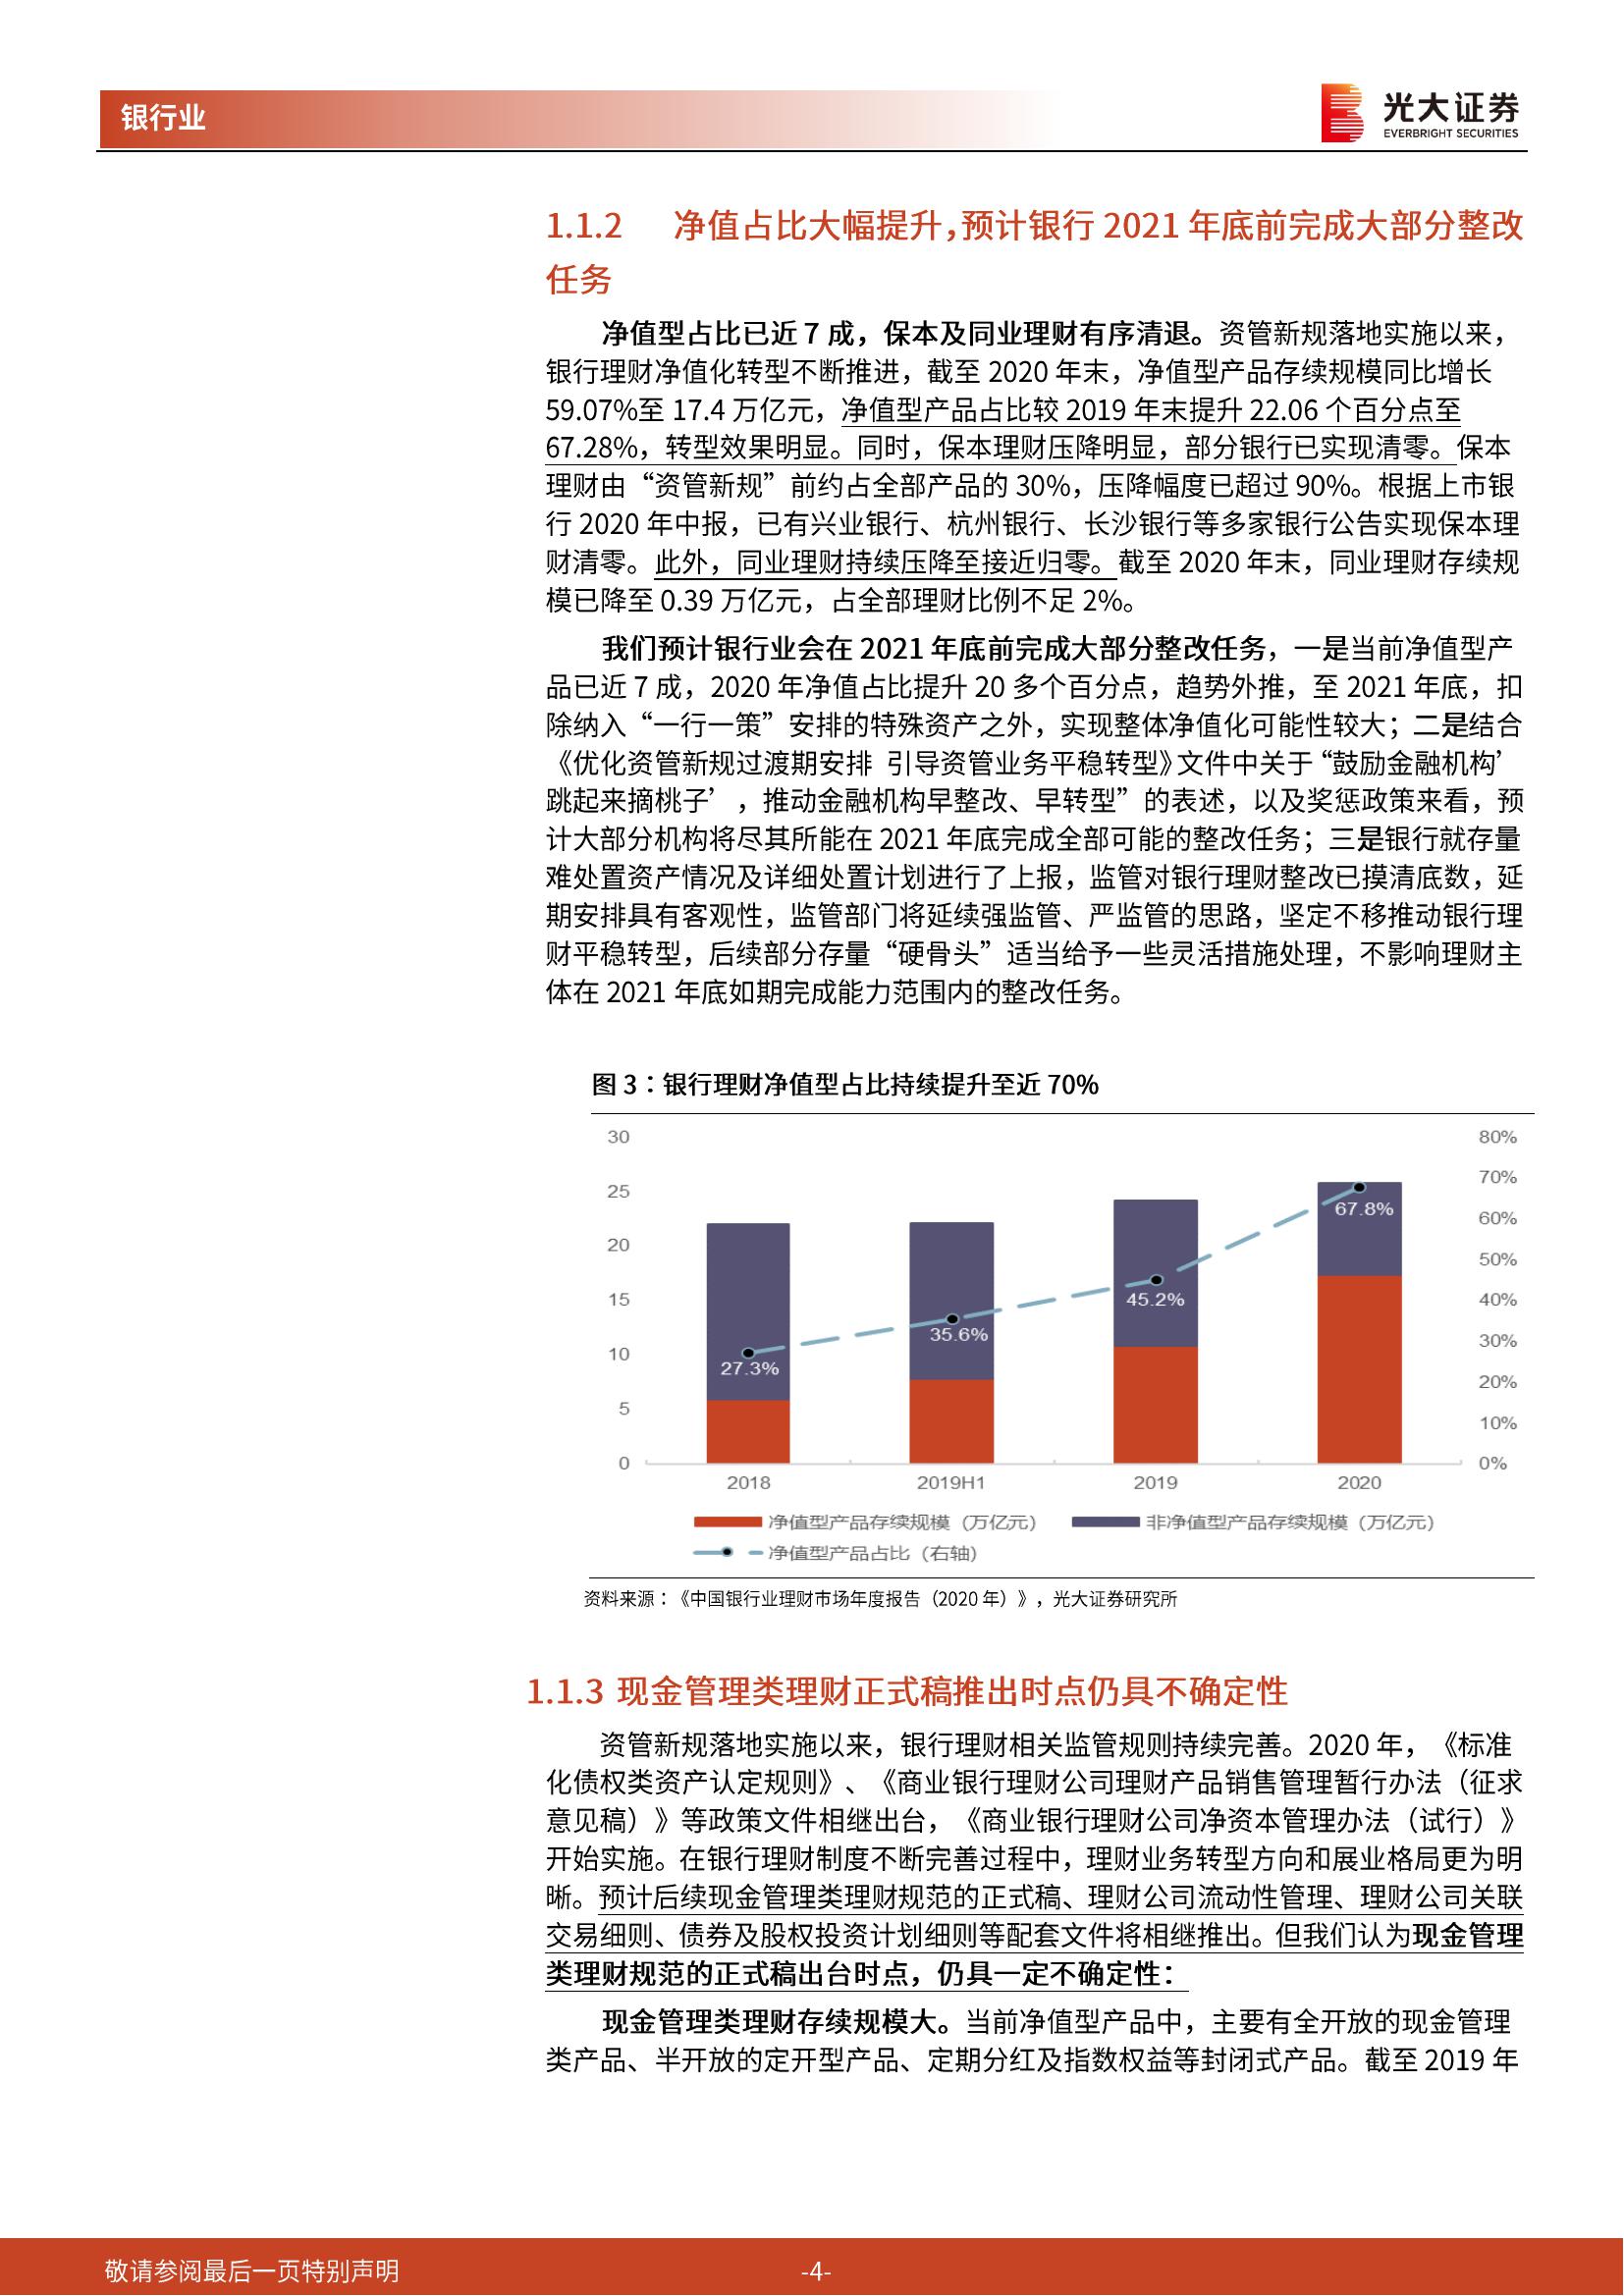 银行业
光大证券
EVERBRIGHT SECURITIES
1.1.2 净值占比大幅提升,预计银行 2021 年底前完成大部分整改
任务
净值型占比已近 7 成，保本及同业理财有序清退。资管新规落地实施以来，
银行理财净值化转型不断推进，截至 2020 年末，净值型产品存续规模同比增长
59.07%至 17.4 万亿元，净值型产品占比较 2019 年末提升 22.06 个百分点至
67.28%，转型效果明显。同时，保本理财压降明显，部分银行已实现清零。保本
理财由“资管新规”前约占全部产品的 30%，压降幅度已超过 90%。根据上市银
行 2020 年中报，已有兴业银行、杭州银行、长沙银行等多家银行公告实现保本理
财清零。此外，同业理财持续压降至接近归零。截至 2020 年末，同业理财存续规
模已降至 0.39 万亿元，占全部理财比例不足 2%。
我们预计银行业会在 2021 年底前完成大部分整改任务，一是当前净值型产
品已近 7 成，2020 年净值占比提升 20 多个百分点，趋势外推，至 2021 年底，扣
除纳入“一行一策”安排的特殊资产之外，实现整体净值化可能性较大；二是结合
《优化资管新规过渡期安排 引导资管业务平稳转型》文件中关于“鼓励金融机构’
跳起来摘桃子’，推动金融机构早整改、早转型”的表述，以及奖惩政策来看，预
计大部分机构将尽其所能在 2021 年底完成全部可能的整改任务；三是银行就存量
难处置资产情况及详细处置计划进行了上报，监管对银行理财整改已摸清底数，延
期安排具有客观性，监管部门将延续强监管、严监管的思路，坚定不移推动银行理
财平稳转型，后续部分存量“硬骨头”适当给予一些灵活措施处理，不影响理财主
体在 2021 年底如期完成能力范围内的整改任务。
图 3：银行理财净值型占比持续提升至近 70%
30 80%
25 70%
20 60%
15 50%
10 40%
5 30%
0 20%
10%
0%
27.3%
35.6%
45.2%
67.8%
2018 2019H1 2019 2020
净值型产品存续规模（万亿元） 非净值型产品存续规模（万亿元）
净值型产品占比（右轴）
资料来源：《中国银行业理财市场年度报告（2020 年）》，光大证券研究所
1.1.3 现金管理类理财正式稿推出时点仍具不确定性
资管新规落地实施以来，银行理财相关监管规则持续完善。2020 年，《标准
化债权类资产认定规则》、《商业银行理财公司理财产品销售管理暂行办法（征求
意见稿）》等政策文件相继出台，《商业银行理财公司净资本管理办法（试行）》
开始实施。在银行理财制度不断完善过程中，理财业务转型方向和展业格局更为明
晰。预计后续现金管理类理财规范的正式稿、理财公司流动性管理、理财公司关联
交易细则、债券及股权投资计划细则等配套文件将相继推出。但我们认为现金管理
类理财规范的正式稿出台时点，仍具一定不确定性：
现金管理类理财存续规模大。当前净值型产品中，主要有全开放的现金管理
类产品、半开放的定开型产品、定期分红及指数权益等封闭式产品。截至 2019 年
敬请参阅最后一页特别声明 -4-